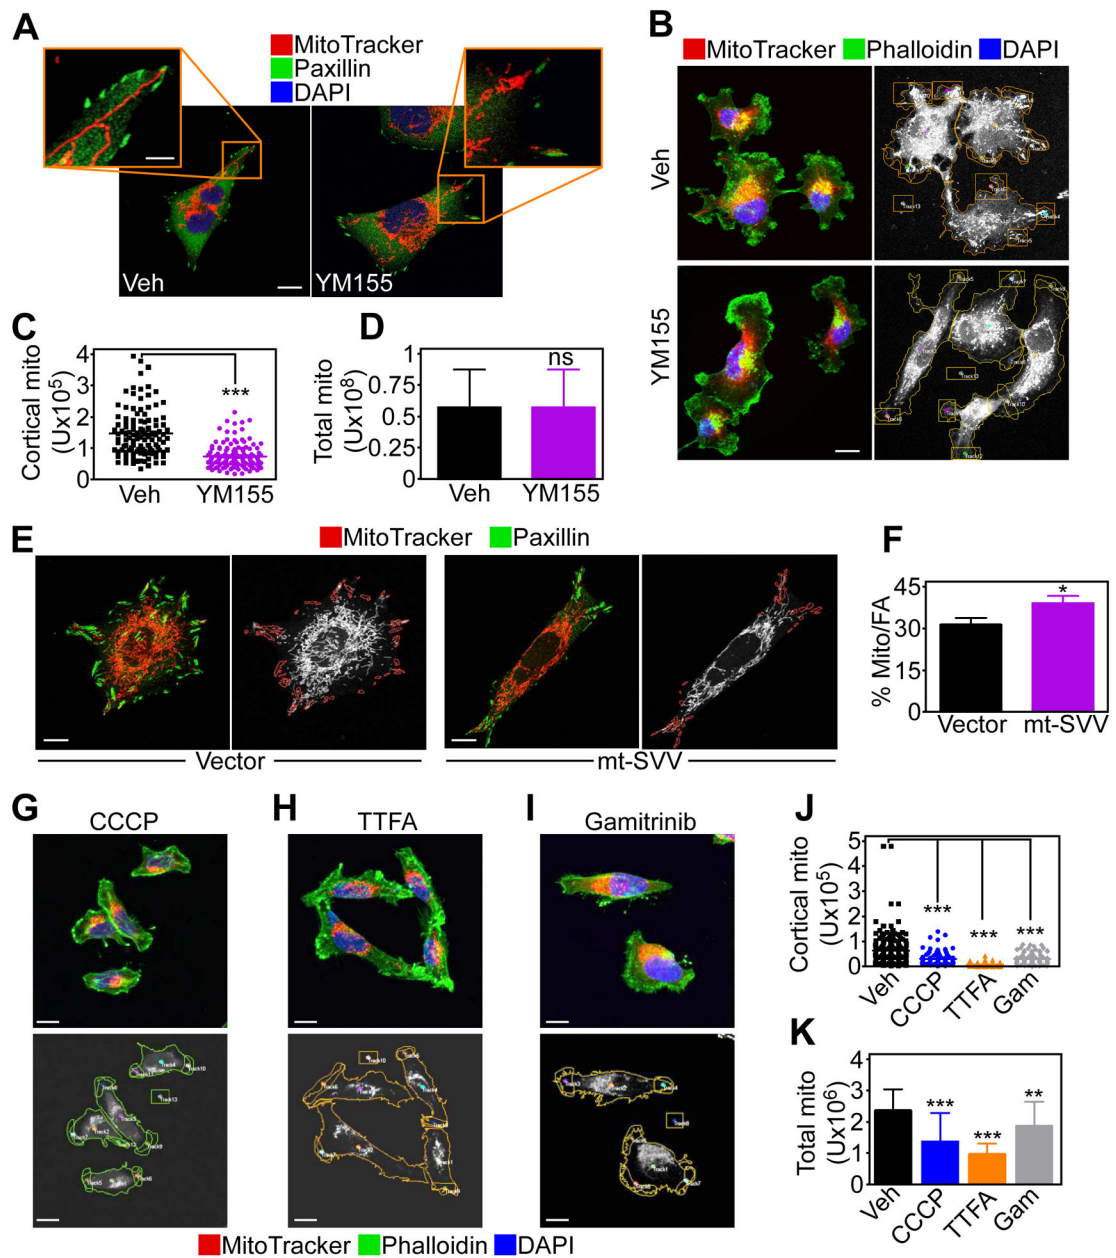 A
MitoTracker
Paxillin
DAPI
Veh
YM155
B
MitoTracker Phalloidin DAPI
Veh
YM155
C
Cortical mito
(Ux10⁵)
4
3
2
1
0
***
Veh YM155
D
Total mito
(Ux10⁸)
1
0.75
0.5
0.25
0
ns
Veh YM155
E
MitoTracker Paxillin
Vector
mt-SVV
F
% Mito/FA
45
30
15
0
*
Vector mt-SVV
G
CCCP
H
TTFA
I
Gamitrinib
MitoTracker Phalloidin DAPI
J
Cortical mito
(Ux10⁵)
5
4
3
2
1
0
*** *** ***
Veh CCCP TTFA Gam
K
Total mito
(Ux10⁶)
4
3
2
1
0
*** *** **
Veh CCCP TTFA Gam